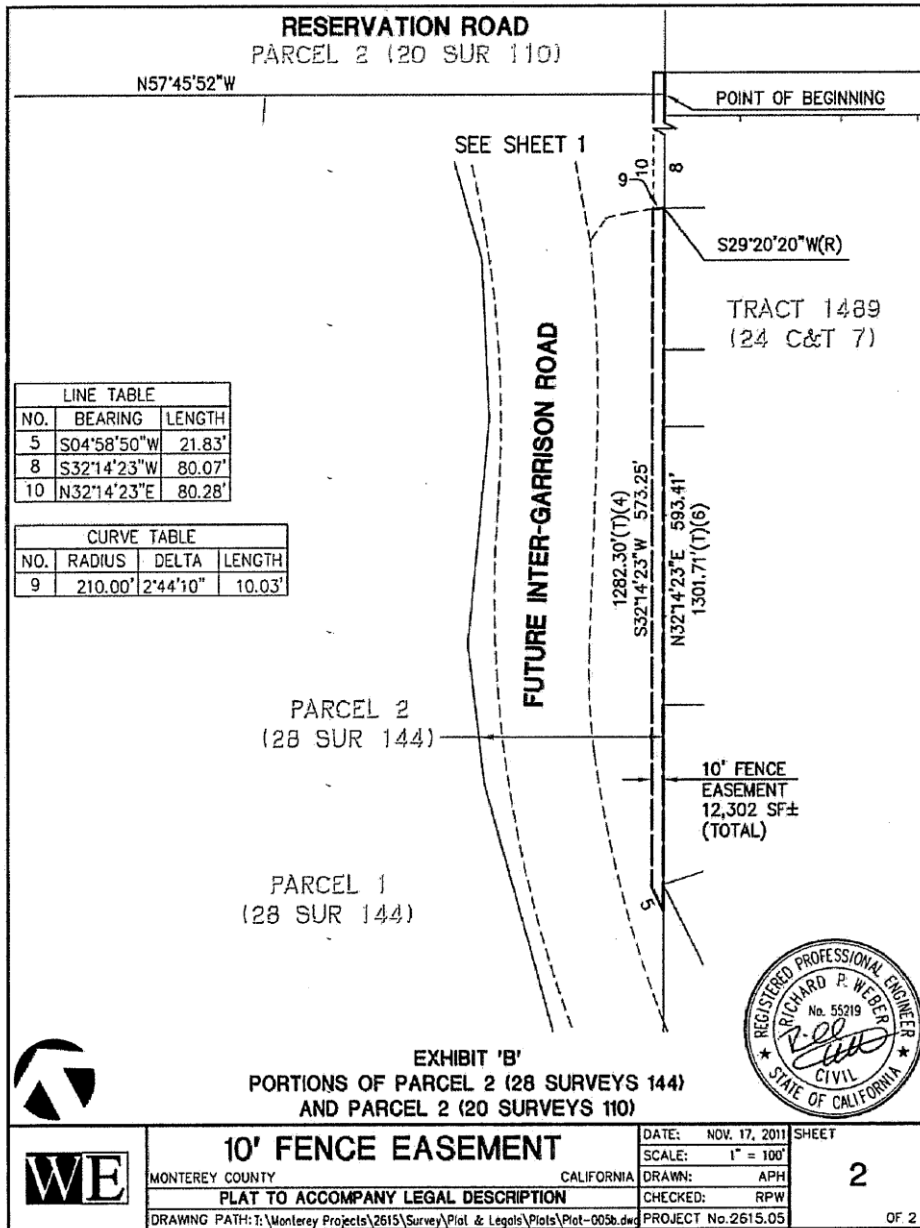 RESERVATION ROAD
PARCEL 2 (20 SUR 110)
N57°45'52"W
POINT OF BEGINNING
SEE SHEET 1
9
10
8
S29°20'20"W(R)
TRACT 1489
(24 C&T 7)
FUTURE INTER-GARRISON ROAD
LINE TABLE
NO. BEARING LENGTH
5 S04°58'50"W 21.83'
8 S32°14'23"W 80.07'
10 N32°14'23"E 80.28'
CURVE TABLE
NO. RADIUS DELTA LENGTH
9 210.00' 2°44'10" 10.03'
1282.30'(T)(4)
S32°14'23"W 573.25'
N32°14'23"E 593.41'
1301.71'(T)(6)
PARCEL 2
(28 SUR 144)
10' FENCE
EASEMENT
12,302 SF±
(TOTAL)
PARCEL 1
(28 SUR 144)
5
REGISTERED PROFESSIONAL ENGINEER
RICHARD P. WEBER
No. 55219
CIVIL
STATE OF CALIFORNIA
EXHIBIT 'B'
PORTIONS OF PARCEL 2 (28 SURVEYS 144)
AND PARCEL 2 (20 SURVEYS 110)
WE
10' FENCE EASEMENT
MONTEREY COUNTY CALIFORNIA
PLAT TO ACCOMPANY LEGAL DESCRIPTION
DRAWING PATH: T:\Monterey Projects\2615\Survey\Plat & Legals\Plats\Plat-005b.dwg
DATE: NOV. 17, 2011
SCALE: 1" = 100'
DRAWN: APH
CHECKED: RPW
PROJECT No.2615.05
SHEET
2
OF 2